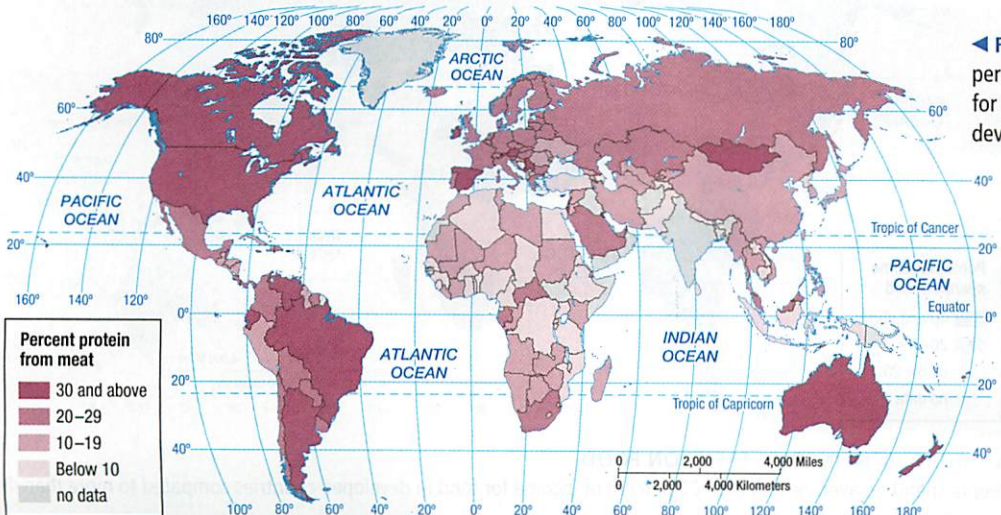 160° 140° 120° 80° 60° 40° 20° 0° 20° 40° 60° 80° 100° 120° 140° 160° 180°
80° 80°
ARCTIC
OCEAN
per
for
dev
60° 60°
40° 40°
PACIFIC
OCEAN
ATLANTIC
OCEAN
Tropic of Cancer
20° 20°
PACIFIC
OCEAN
160° 140° 120° 160°
Equator
0° 0° 0°
ATLANTIC
OCEAN
INDIAN
OCEAN
20° 20°
Tropic of Capricorn
40° 40°
0 2,000 4,000 Miles
0 2,000 4,000 Kilometers
100° 80° 60° 40° 20° 0° 20° 40° 60° 80° 100° 120° 140° 160°
Percent protein
from meat
30 and above
20–29
10–19
Below 10
no data